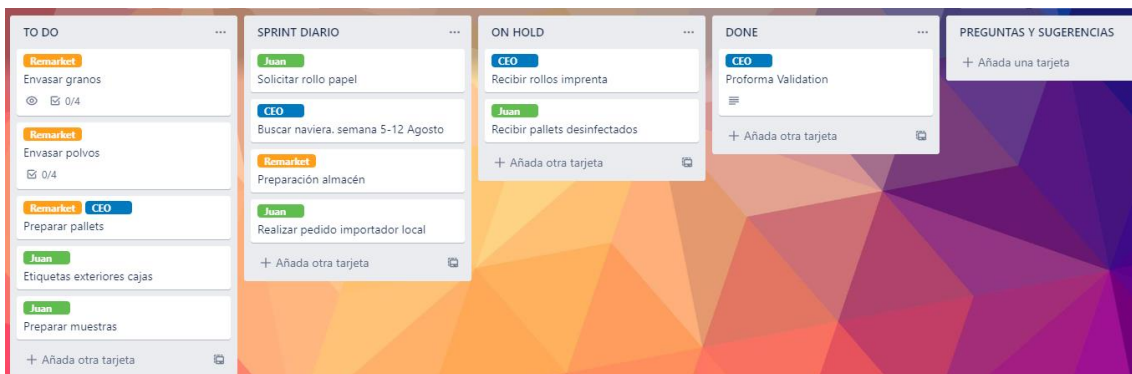 TO DO
Remarket
Envasar granos
0/4
Remarket
Envasar polvos
0/4
Remarket CEO
Preparar pallets
Juan
Etiquetas exteriores cajas
Juan
Preparar muestras
+ Añada otra tarjeta
SPRINT DIARIO
Juan
Solicitar rollo papel
CEO
Buscar naviera. semana 5-12 Agosto
Remarket
Preparación almacén
Juan
Realizar pedido importador local
+ Añada otra tarjeta
ON HOLD
CEO
Recibir rollos imprenta
Juan
Recibir pallets desinfectados
+ Añada otra tarjeta
DONE
CEO
Proforma Validation
+ Añada otra tarjeta
PREGUNTAS Y SUGERENCIAS
+ Añada una tarjeta